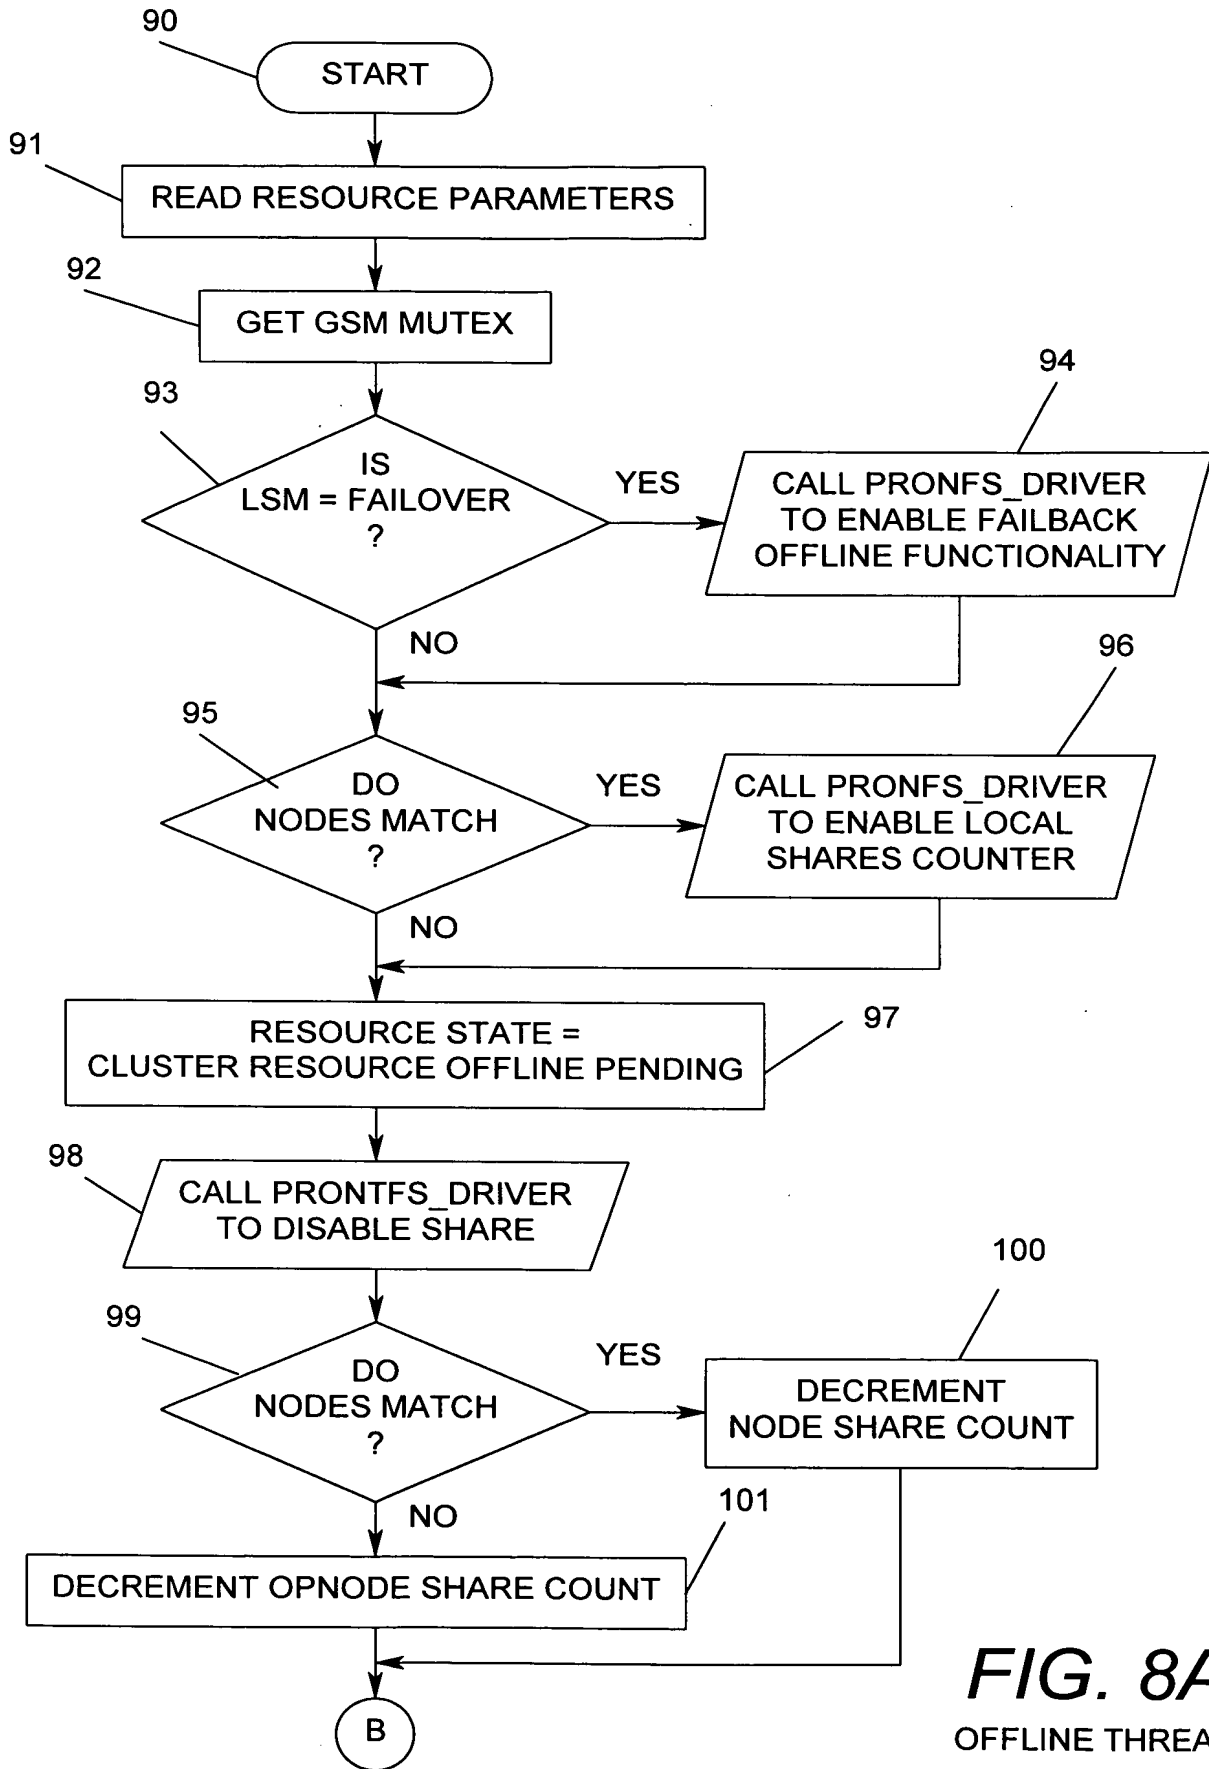 90
START
91
READ RESOURCE PARAMETERS
92
GET GSM MUTEX
93
IS
LSM = FAILOVER
?
YES
94
CALL PRONFS_DRIVER
TO ENABLE FAILBACK
OFFLINE FUNCTIONALITY
NO
95
DO
NODES MATCH
?
YES
96
CALL PRONFS_DRIVER
TO ENABLE LOCAL
SHARES COUNTER
NO
RESOURCE STATE =
CLUSTER RESOURCE OFFLINE PENDING
97
98
CALL PRONTFS_DRIVER
TO DISABLE SHARE
99
DO
NODES MATCH
?
YES
100
DECREMENT
NODE SHARE COUNT
NO
101
DECREMENT OPNODE SHARE COUNT
B
FIG. 8A
OFFLINE THREA